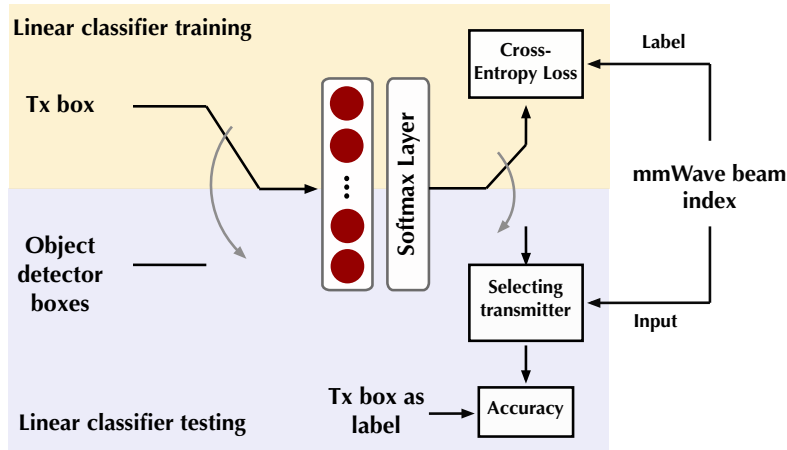 Linear classifier training
Tx box
Softmax Layer
Cross-
Entropy Loss
Label
mmWave beam
index
Object
detector
boxes
Selecting
transmitter
Input
Tx box as
label
Accuracy
Linear classifier testing